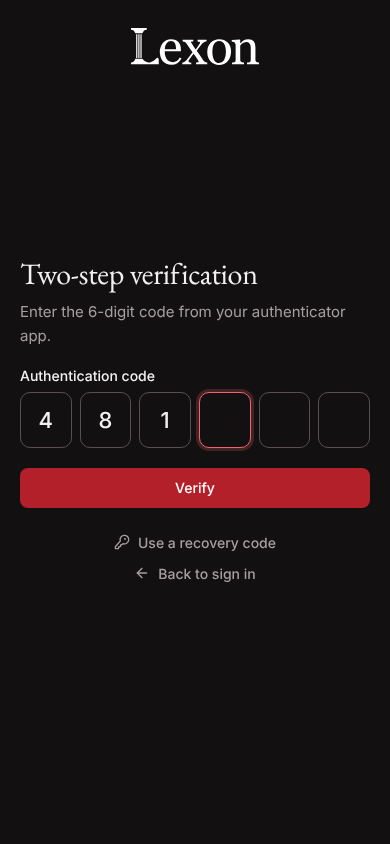 Lexon
Two-step verification
Enter the 6-digit code from your authenticator
app.
Authentication code
4 8 1
Verify
Use a recovery code
Back to sign in